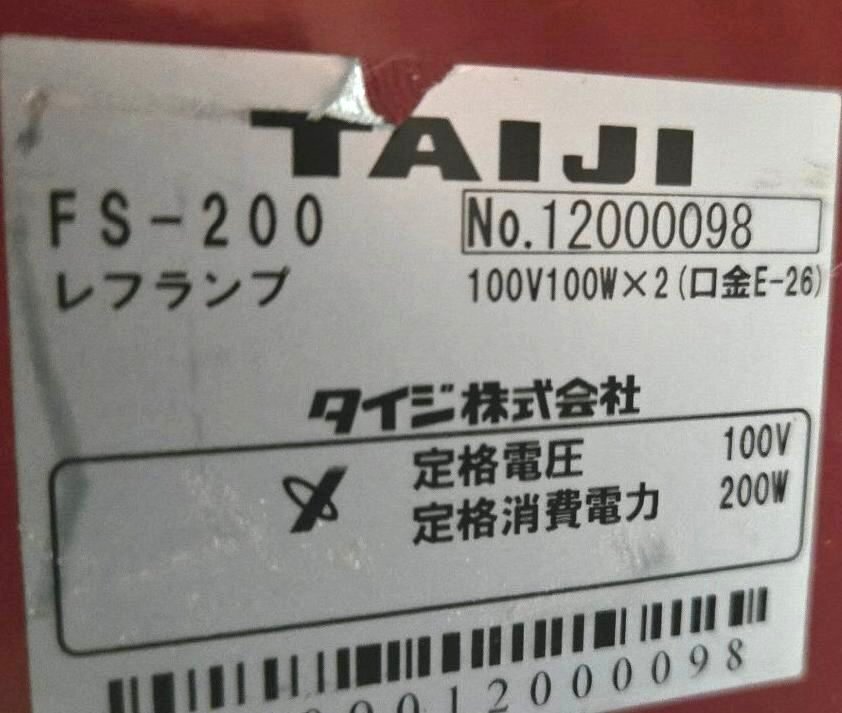 TAIJI
FS-200 No.12000098
レフランプ 100V100W×2(口金E-26)
タイジ株式会社
定格電圧 100V
定格消費電力 200W
00012000098